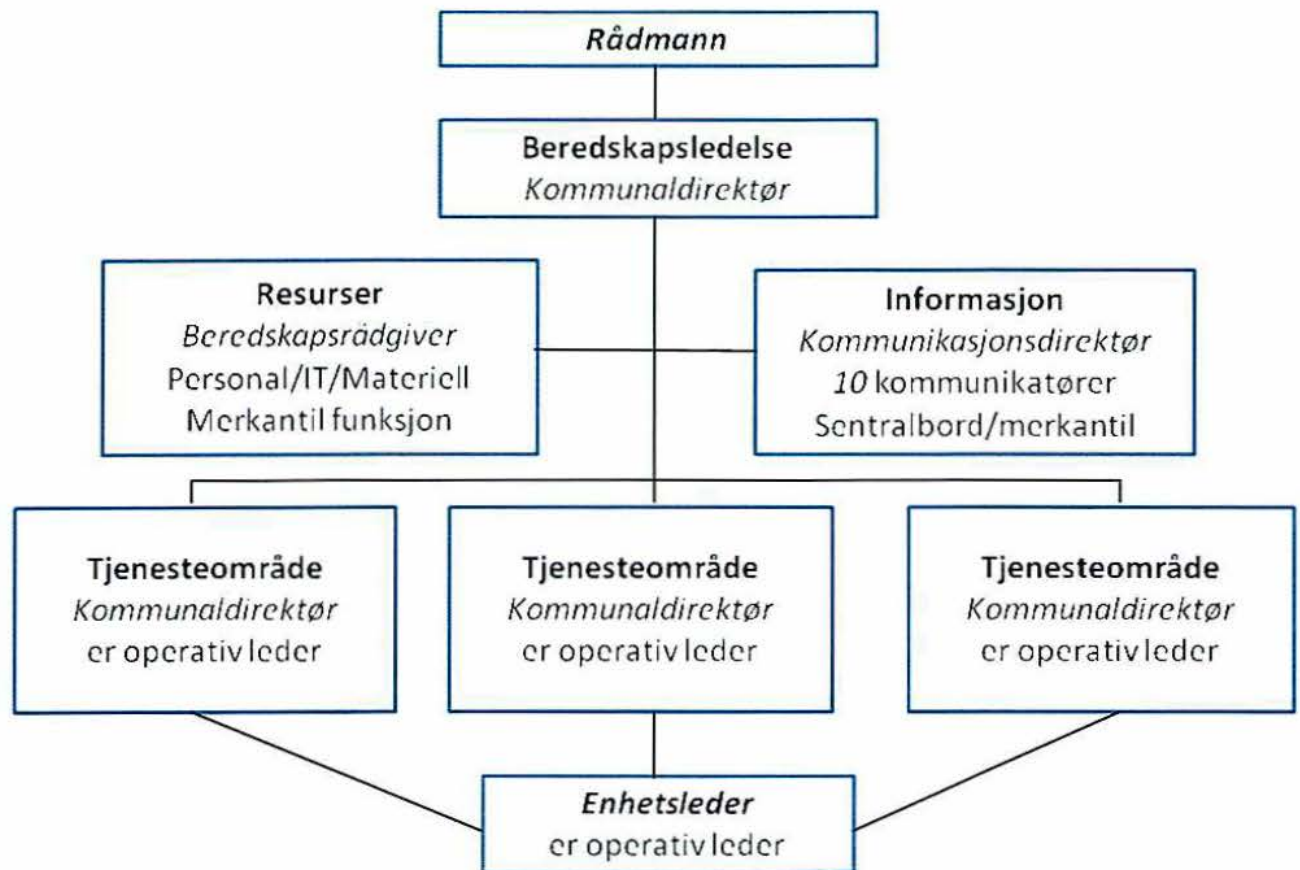 Rådmann
Beredskapsledelse
Kommunaldirektør
Resurser
Beredskapsrådgiver
Personal/IT/Materiell
Merkantil funksjon
Informasjon
Kommunikasjonsdirektør
10 kommunikatører
Sentralbord/merkantil
Tjenesteområde
Kommunaldirektør
er operativ leder
Tjenesteområde
Kommunaldirektør
er operativ leder
Tjenesteområde
Kommunaldirektør
er operativ leder
Enhetsleder
er operativ leder